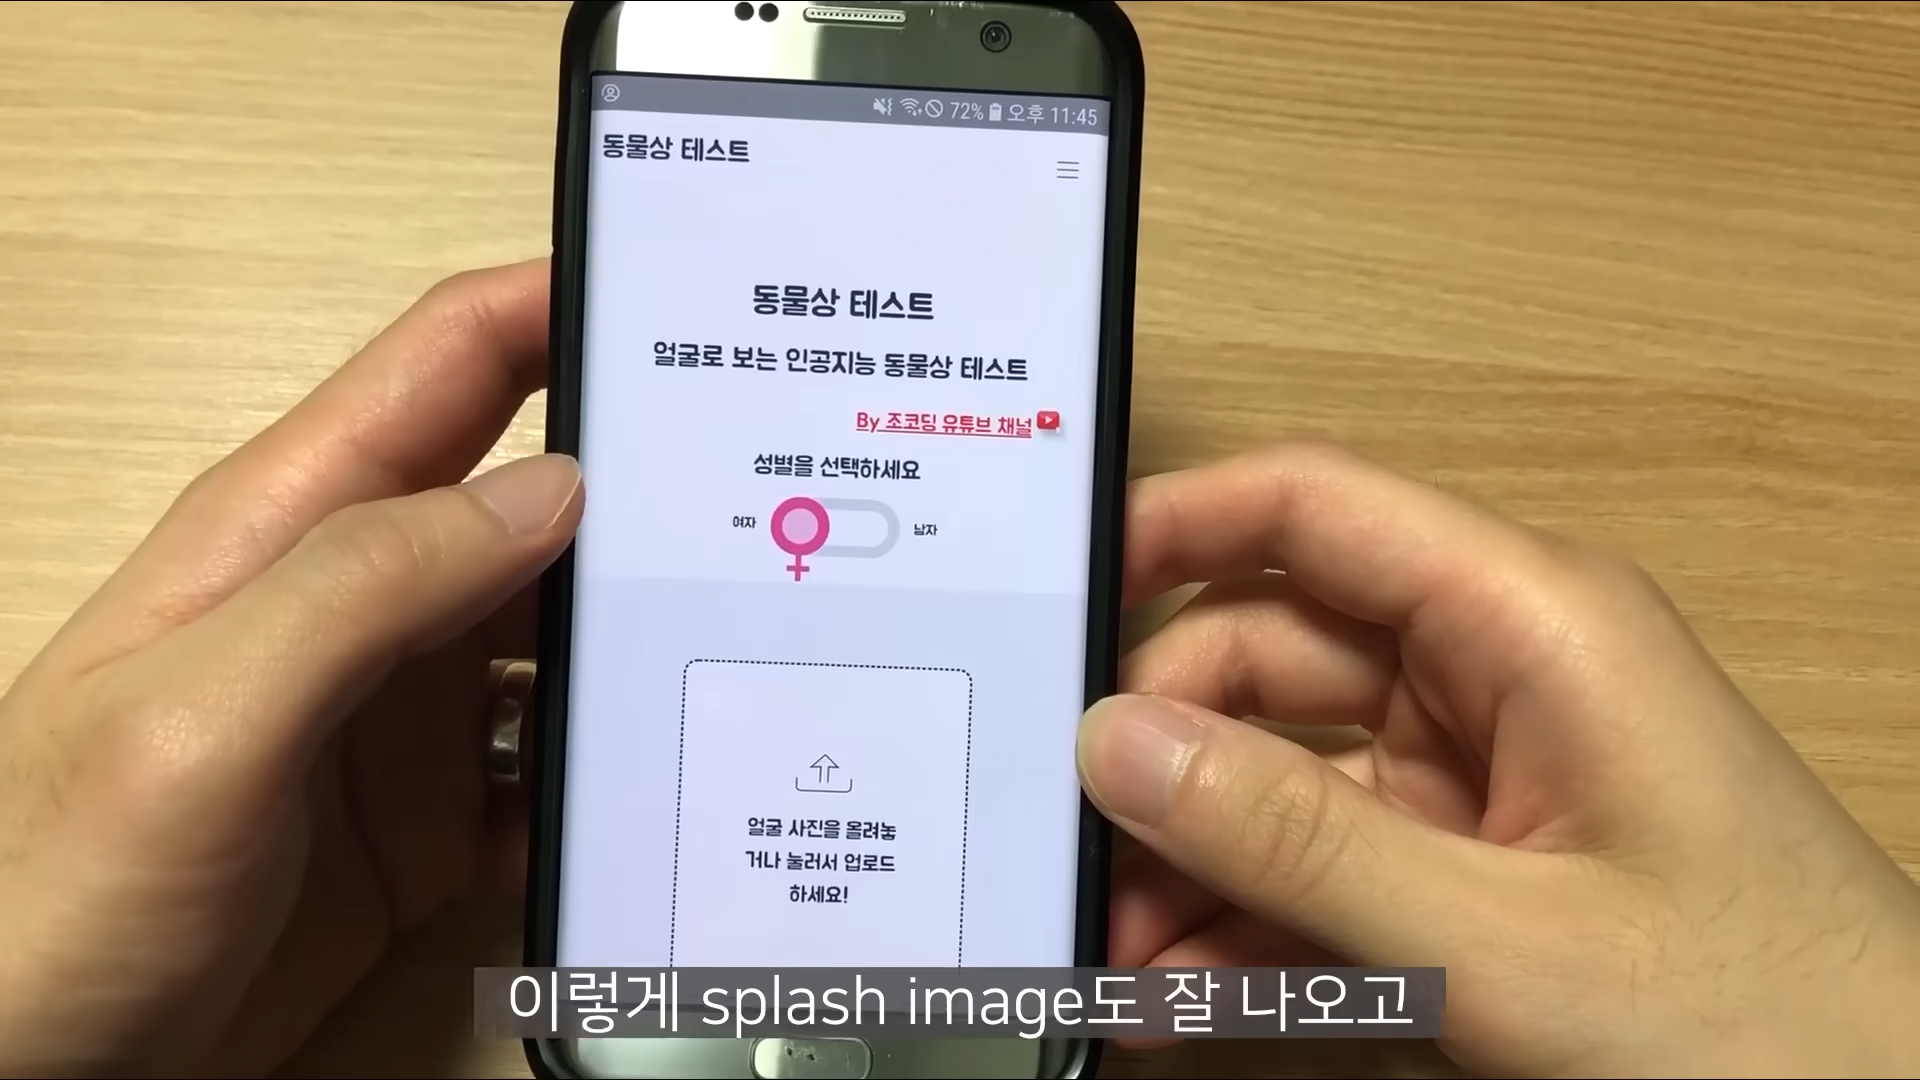 72% 오후 11:45
동물상 테스트
동물상 테스트
얼굴로 보는 인공지능 동물상 테스트
By 조코딩 유튜브 채널
성별을 선택하세요
여자 남자
얼굴 사진을 올려놓
거나 눌러서 업로드
하세요!
이렇게 splash image도 잘 나오고